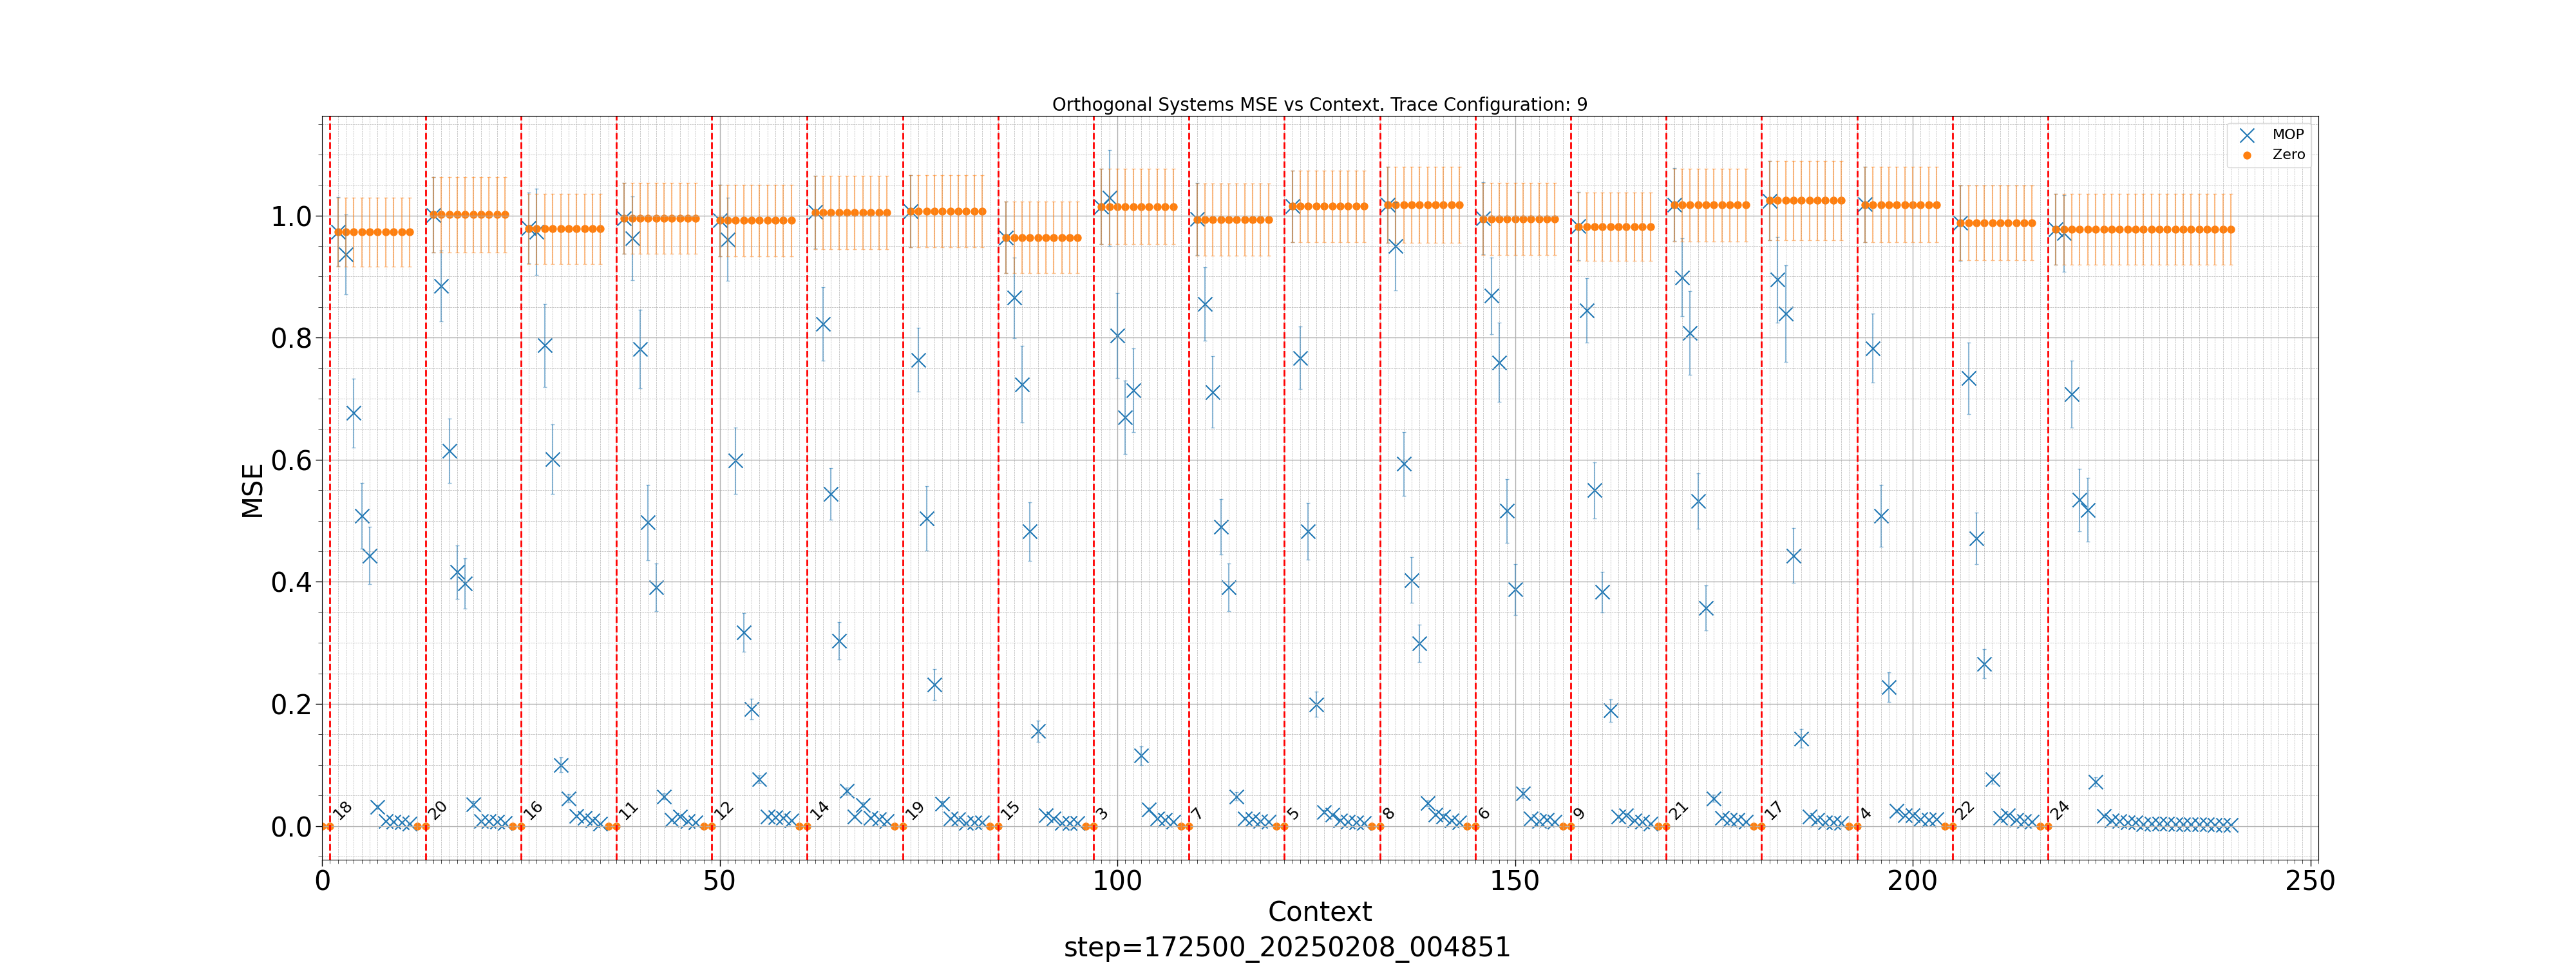 Orthogonal Systems MSE vs Context. Trace Configuration: 9
MOP
Zero
MSE
1.0
0.8
0.6
0.4
0.2
0.0
18 20 16 11 12 14 19 15 3 7 5 8 6 9 21 17 4 22 24
0 50 100 150 200 250
Context
step=172500_20250208_004851